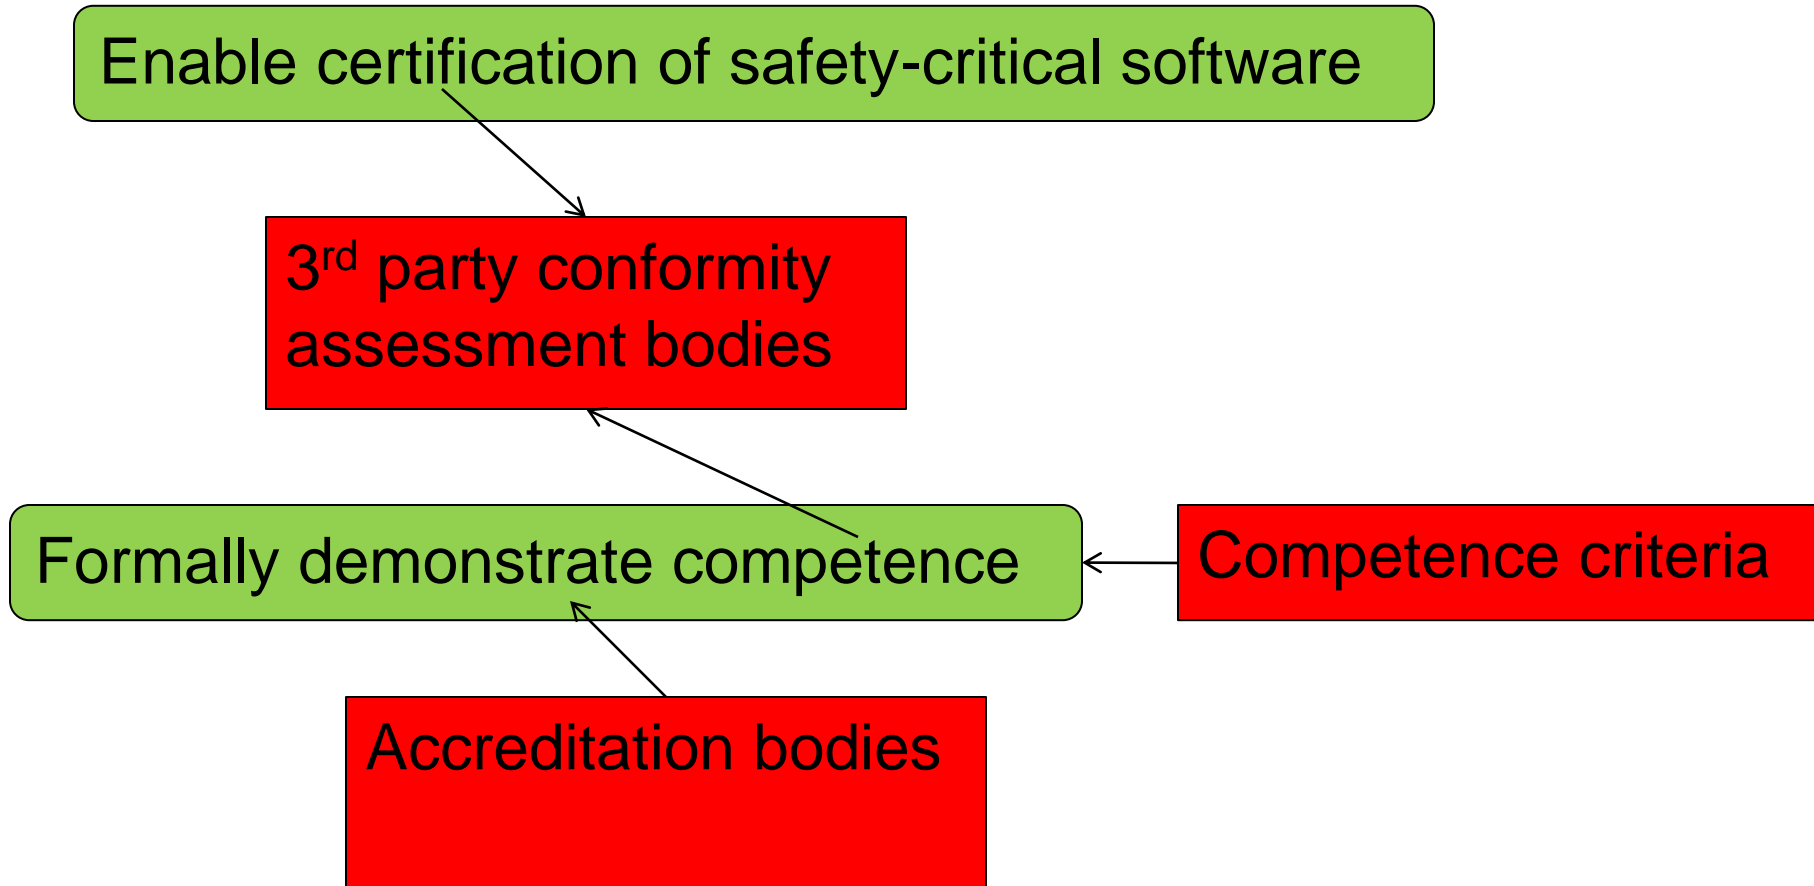 Enable certification of safety-critical software
3rd party conformity
assessment bodies
Formally demonstrate competence
Competence criteria
Accreditation bodies